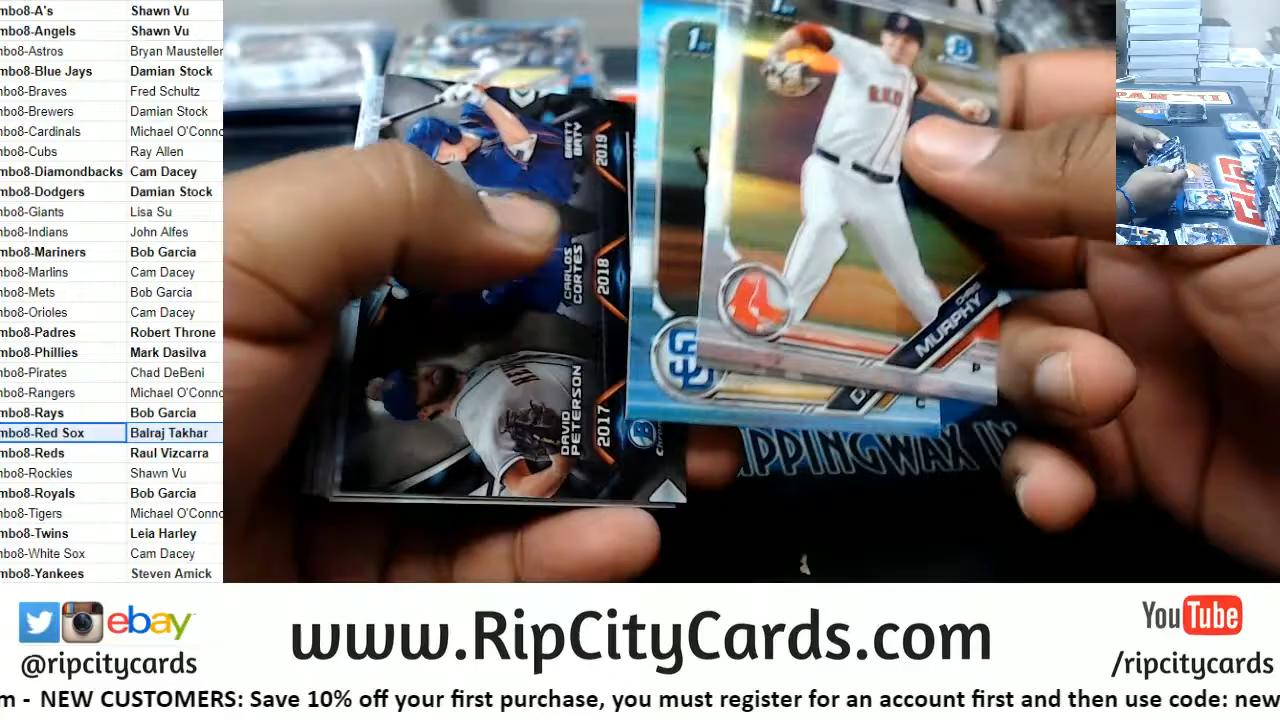 mbo8-A's Shawn Vu
mbo8-Angels Shawn Vu
mbo8-Astros Bryan Mausteller
mbo8-Blue Jays Damian Stock
mbo8-Braves Fred Schultz
mbo8-Brewers Damian Stock
mbo8-Cardinals Michael O'Conno
mbo8-Cubs Ray Allen
mbo8-Diamondbacks Cam Dacey
mbo8-Dodgers Damian Stock
mbo8-Giants Lisa Su
mbo8-Indians John Alfes
mbo8-Mariners Bob Garcia
mbo8-Marlins Cam Dacey
mbo8-Mets Bob Garcia
mbo8-Orioles Cam Dacey
mbo8-Padres Robert Throne
mbo8-Phillies Mark Dasilva
mbo8-Pirates Chad DeBeni
mbo8-Rangers Michael O'Conno
mbo8-Rays Bob Garcia
mbo8-Red Sox Balraj Takhar
mbo8-Reds Raul Vizcarra
mbo8-Rockies Shawn Vu
mbo8-Royals Bob Garcia
mbo8-Tigers Michael O'Conno
mbo8-Twins Leia Harley
mbo8-White Sox Cam Dacey
mbo8-Yankees Steven Amick
BRETT BATY
2019
CARLOS CORTES
2018
DAVID PETERSON
2017
1ST
1ST
B
RED
SD
MURPHY
P
B
PANINI
RIPPINGWAX IN
ebay
@ripcitycards
www.RipCityCards.com
YouTube
/ripcitycards
m - NEW CUSTOMERS: Save 10% off your first purchase, you must register for an account first and then use code: new